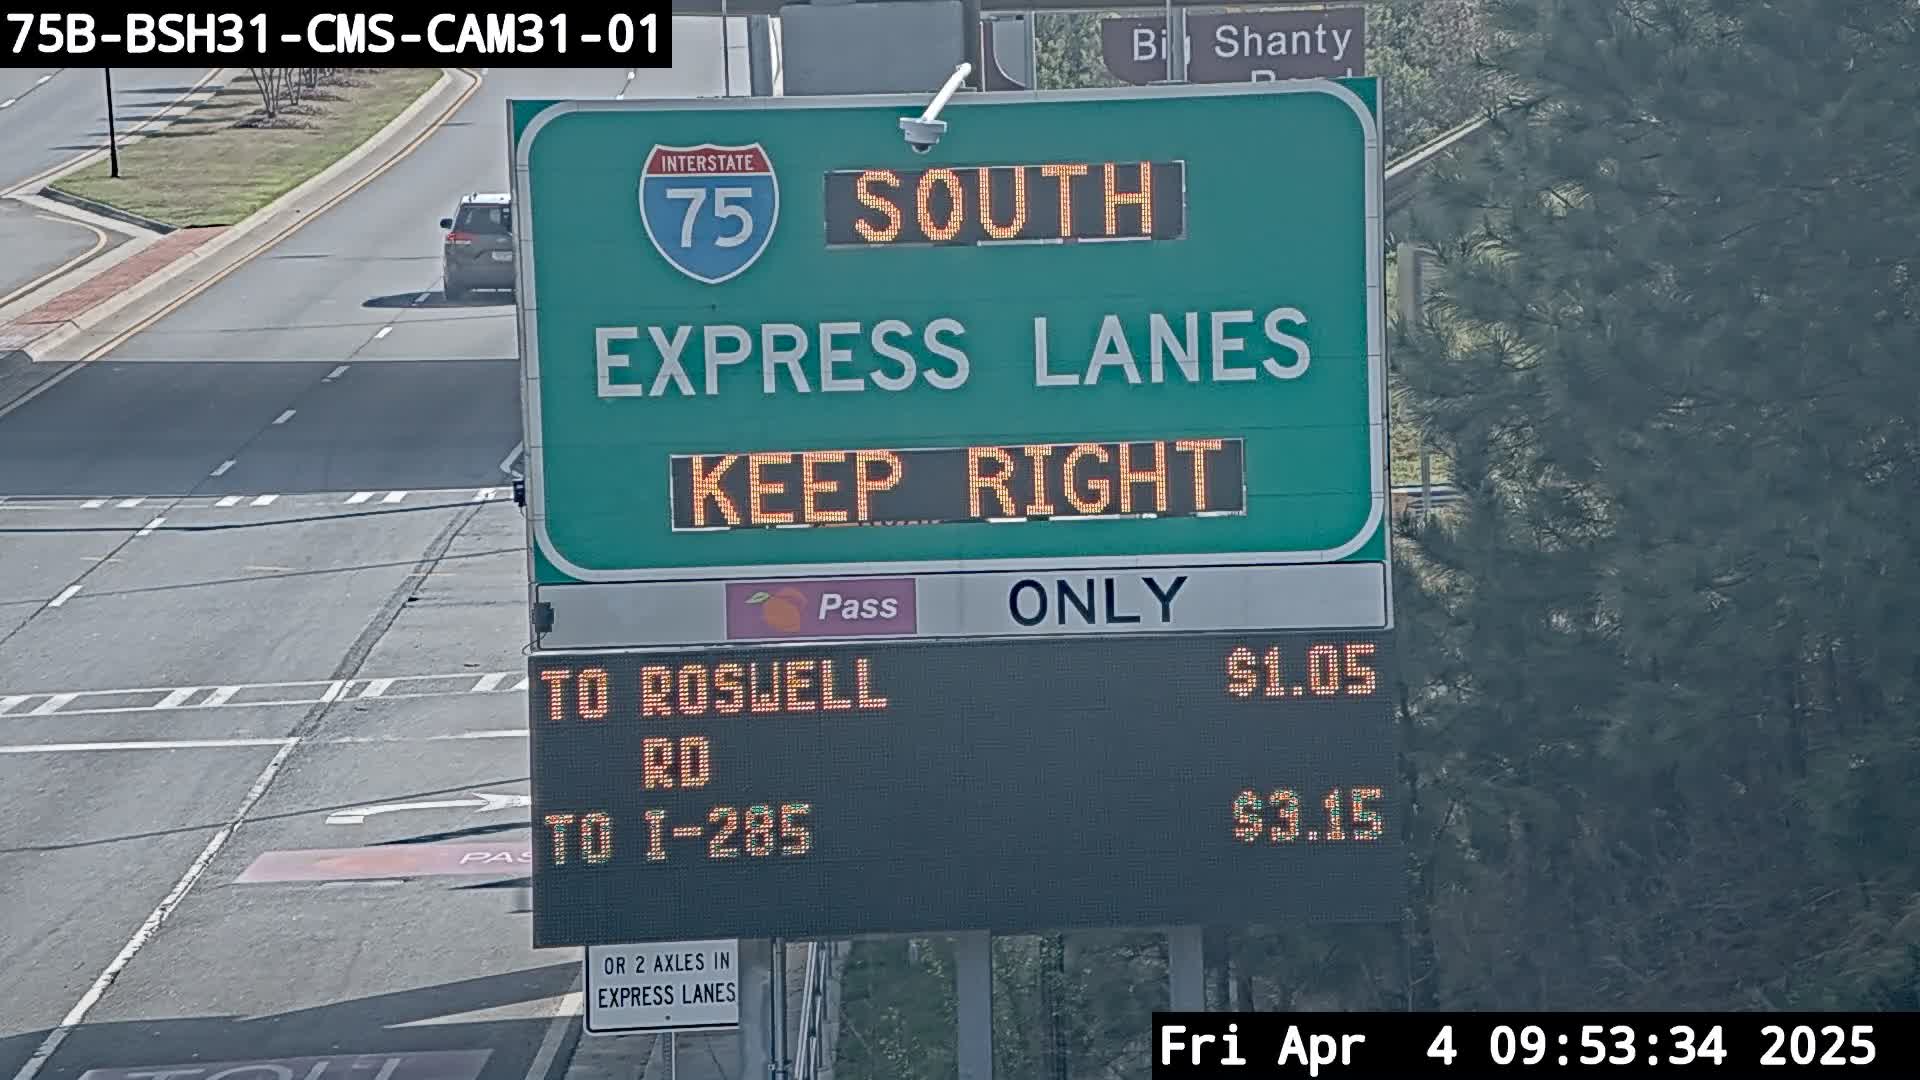 75B-BSH31-CMS-CAM31-01
Big Shanty
Road
INTERSTATE
75
SOUTH
EXPRESS LANES
KEEP RIGHT
Pass
ONLY
TO ROSWELL $1.05
RD
TO I-285 $3.15
PAS
OR 2 AXLES IN
EXPRESS LANES
Fri Apr 4 09:53:34 2025